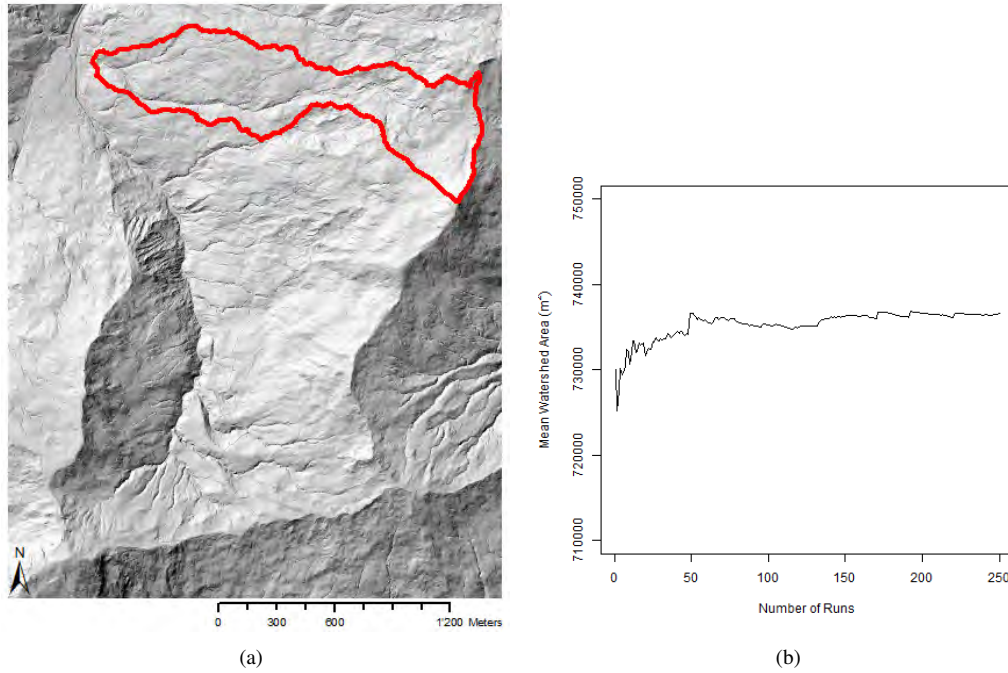 N
0 300 600 1'200 Meters
(a)
Mean Watershed Area (m²)
750000
740000
730000
720000
710000
0 50 100 150 200 250
Number of Runs
(b)